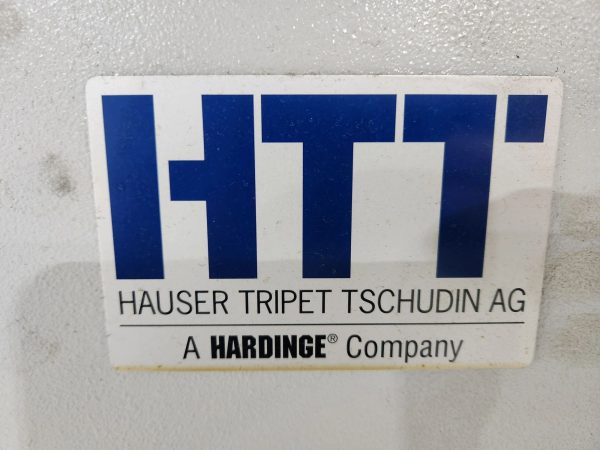 HTT
HAUSER TRIPET TSCHUDIN AG
A HARDINGE® Company